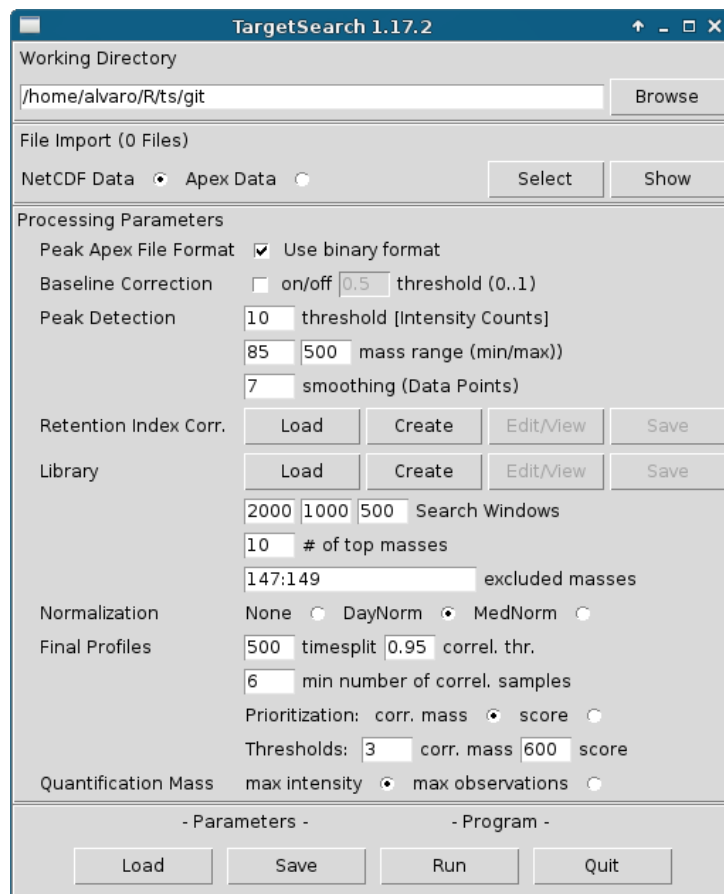 TargetSearch 1.17.2
Working Directory
/home/alvaro/R/ts/git Browse
File Import (0 Files)
NetCDF Data Apex Data Select Show
Processing Parameters
Peak Apex File Format Use binary format
Baseline Correction on/off 0.5 threshold (0..1)
Peak Detection 10 threshold [Intensity Counts]
85 500 mass range (min/max))
7 smoothing (Data Points)
Retention Index Corr. Load Create Edit/View Save
Library Load Create Edit/View Save
2000 1000 500 Search Windows
10 # of top masses
147:149 excluded masses
Normalization None DayNorm MedNorm
Final Profiles 500 timesplit 0.95 correl. thr.
6 min number of correl. samples
Prioritization: corr. mass score
Thresholds: 3 corr. mass 600 score
Quantification Mass max intensity max observations
- Parameters - - Program -
Load Save Run Quit